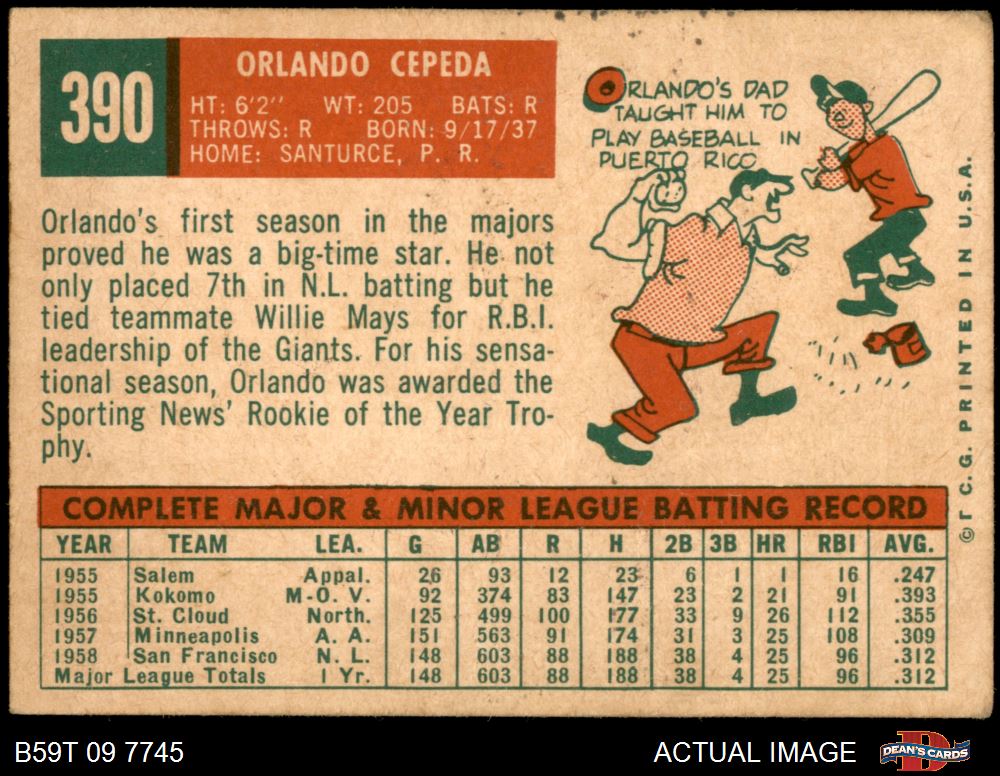 390
ORLANDO CEPEDA
HT: 6'2" WT: 205 BATS: R
THROWS: R BORN: 9/17/37
HOME: SANTURCE, P. R.
ORLANDO'S DAD
TAUGHT HIM TO
PLAY BASEBALL IN
PUERTO RICO
Orlando's first season in the majors
proved he was a big-time star. He not
only placed 7th in N.L. batting but he
tied teammate Willie Mays for R.B.I.
leadership of the Giants. For his sensa-
tional season, Orlando was awarded the
Sporting News' Rookie of the Year Tro-
phy.
© T. C. G. PRINTED IN U.S.A.
COMPLETE MAJOR & MINOR LEAGUE BATTING RECORD
YEAR TEAM LEA. G AB R H 2B 3B HR RBI AVG.
1955 Salem Appal. 26 93 12 23 6 1 1 16 .247
1955 Kokomo M-O. V. 92 374 83 147 23 2 21 91 .393
1956 St. Cloud North. 125 499 100 177 33 9 26 112 .355
1957 Minneapolis A. A. 151 563 91 174 31 3 25 108 .309
1958 San Francisco N. L. 148 603 88 188 38 4 25 96 .312
Major League Totals 1 Yr. 148 603 88 188 38 4 25 96 .312
B59T 09 7745
ACTUAL IMAGE
D
DEAN'S CARDS